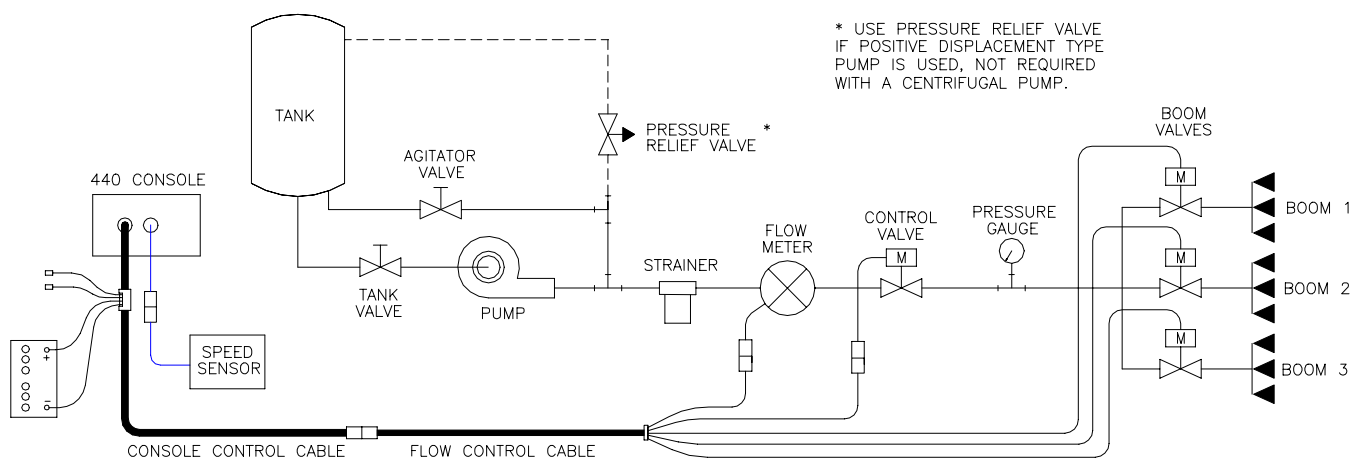 * USE PRESSURE RELIEF VALVE
IF POSITIVE DISPLACEMENT TYPE
PUMP IS USED, NOT REQUIRED
WITH A CENTRIFUGAL PUMP.
TANK
PRESSURE *
RELIEF VALVE
BOOM
VALVES
AGITATOR
VALVE
440 CONSOLE
M
BOOM 1
FLOW
METER
CONTROL
VALVE
PRESSURE
GAUGE
M
M
STRAINER
BOOM 2
TANK
VALVE
PUMP
M
SPEED
SENSOR
+
-
BOOM 3
CONSOLE CONTROL CABLE
FLOW CONTROL CABLE